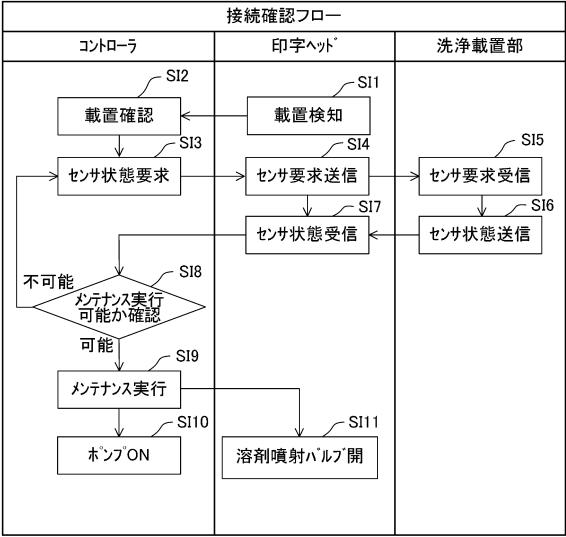 接続確認フロー
コントローラ
印字ヘッド
洗浄載置部
SI2
載置確認
SI1
載置検知
SI3
センサ状態要求
SI4
センサ要求送信
SI5
センサ要求受信
SI7
センサ状態受信
SI6
センサ状態送信
SI8
不可能
メンテナンス実行
可能か確認
可能
SI9
メンテナンス実行
SI10
ポンプON
SI11
溶剤噴射バルブ開